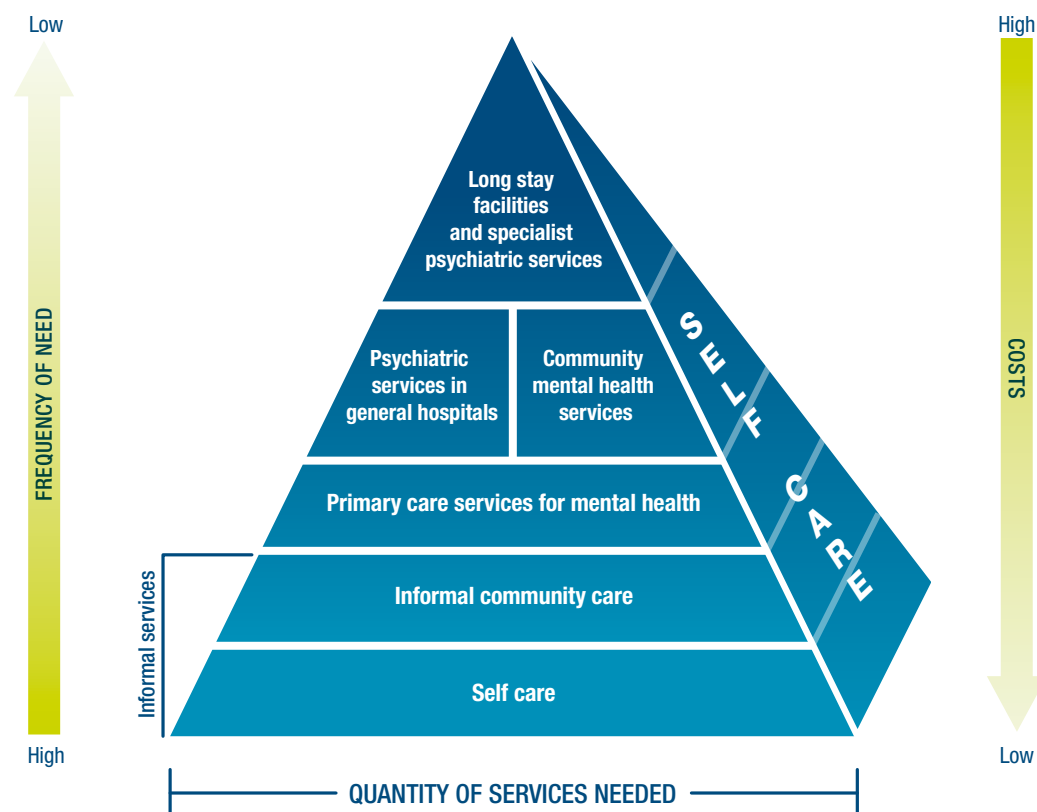 Low
High
Long stay
facilities
and specialist
psychiatric services
FREQUENCY OF NEED
COSTS
SELF CARE
Psychiatric
services in
general hospitals
Community
mental health
services
Primary care services for mental health
Informal services
Informal community care
Self care
High
Low
QUANTITY OF SERVICES NEEDED